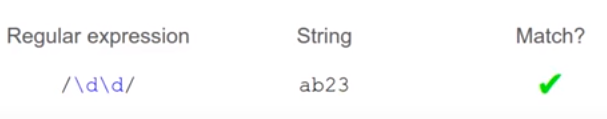 Regular expression String Match?
/\d\d/ ab23 ✔